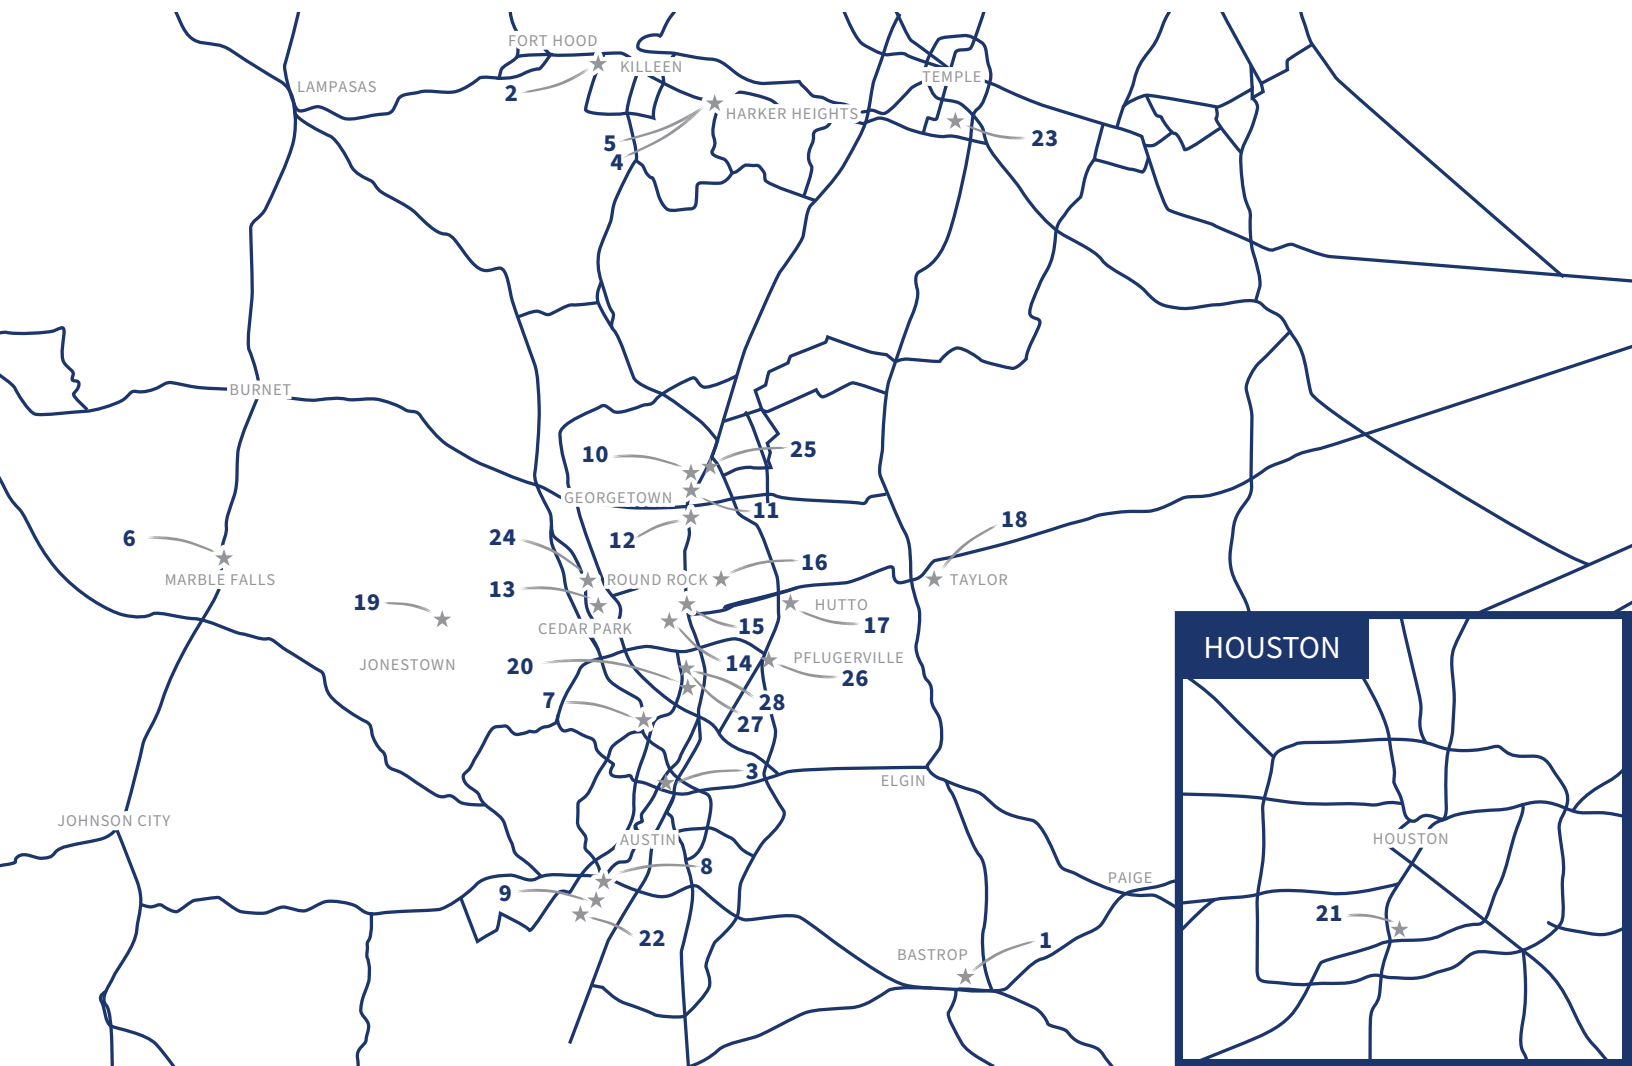 FORT HOOD
KILLEEN
TEMPLE
LAMPASAS
2
HARKER HEIGHTS
5
4
23
BURNET
10
25
GEORGETOWN
11
18
6
24
12
16
MARBLE FALLS
ROUND ROCK
TAYLOR
13
19
HUTTO
CEDAR PARK
15
17
HOUSTON
JONESTOWN
20
14
PFLUGERVILLE
26
7
28
27
3
ELGIN
JOHNSON CITY
AUSTIN
HOUSTON
8
PAIGE
9
21
22
1
BASTROP